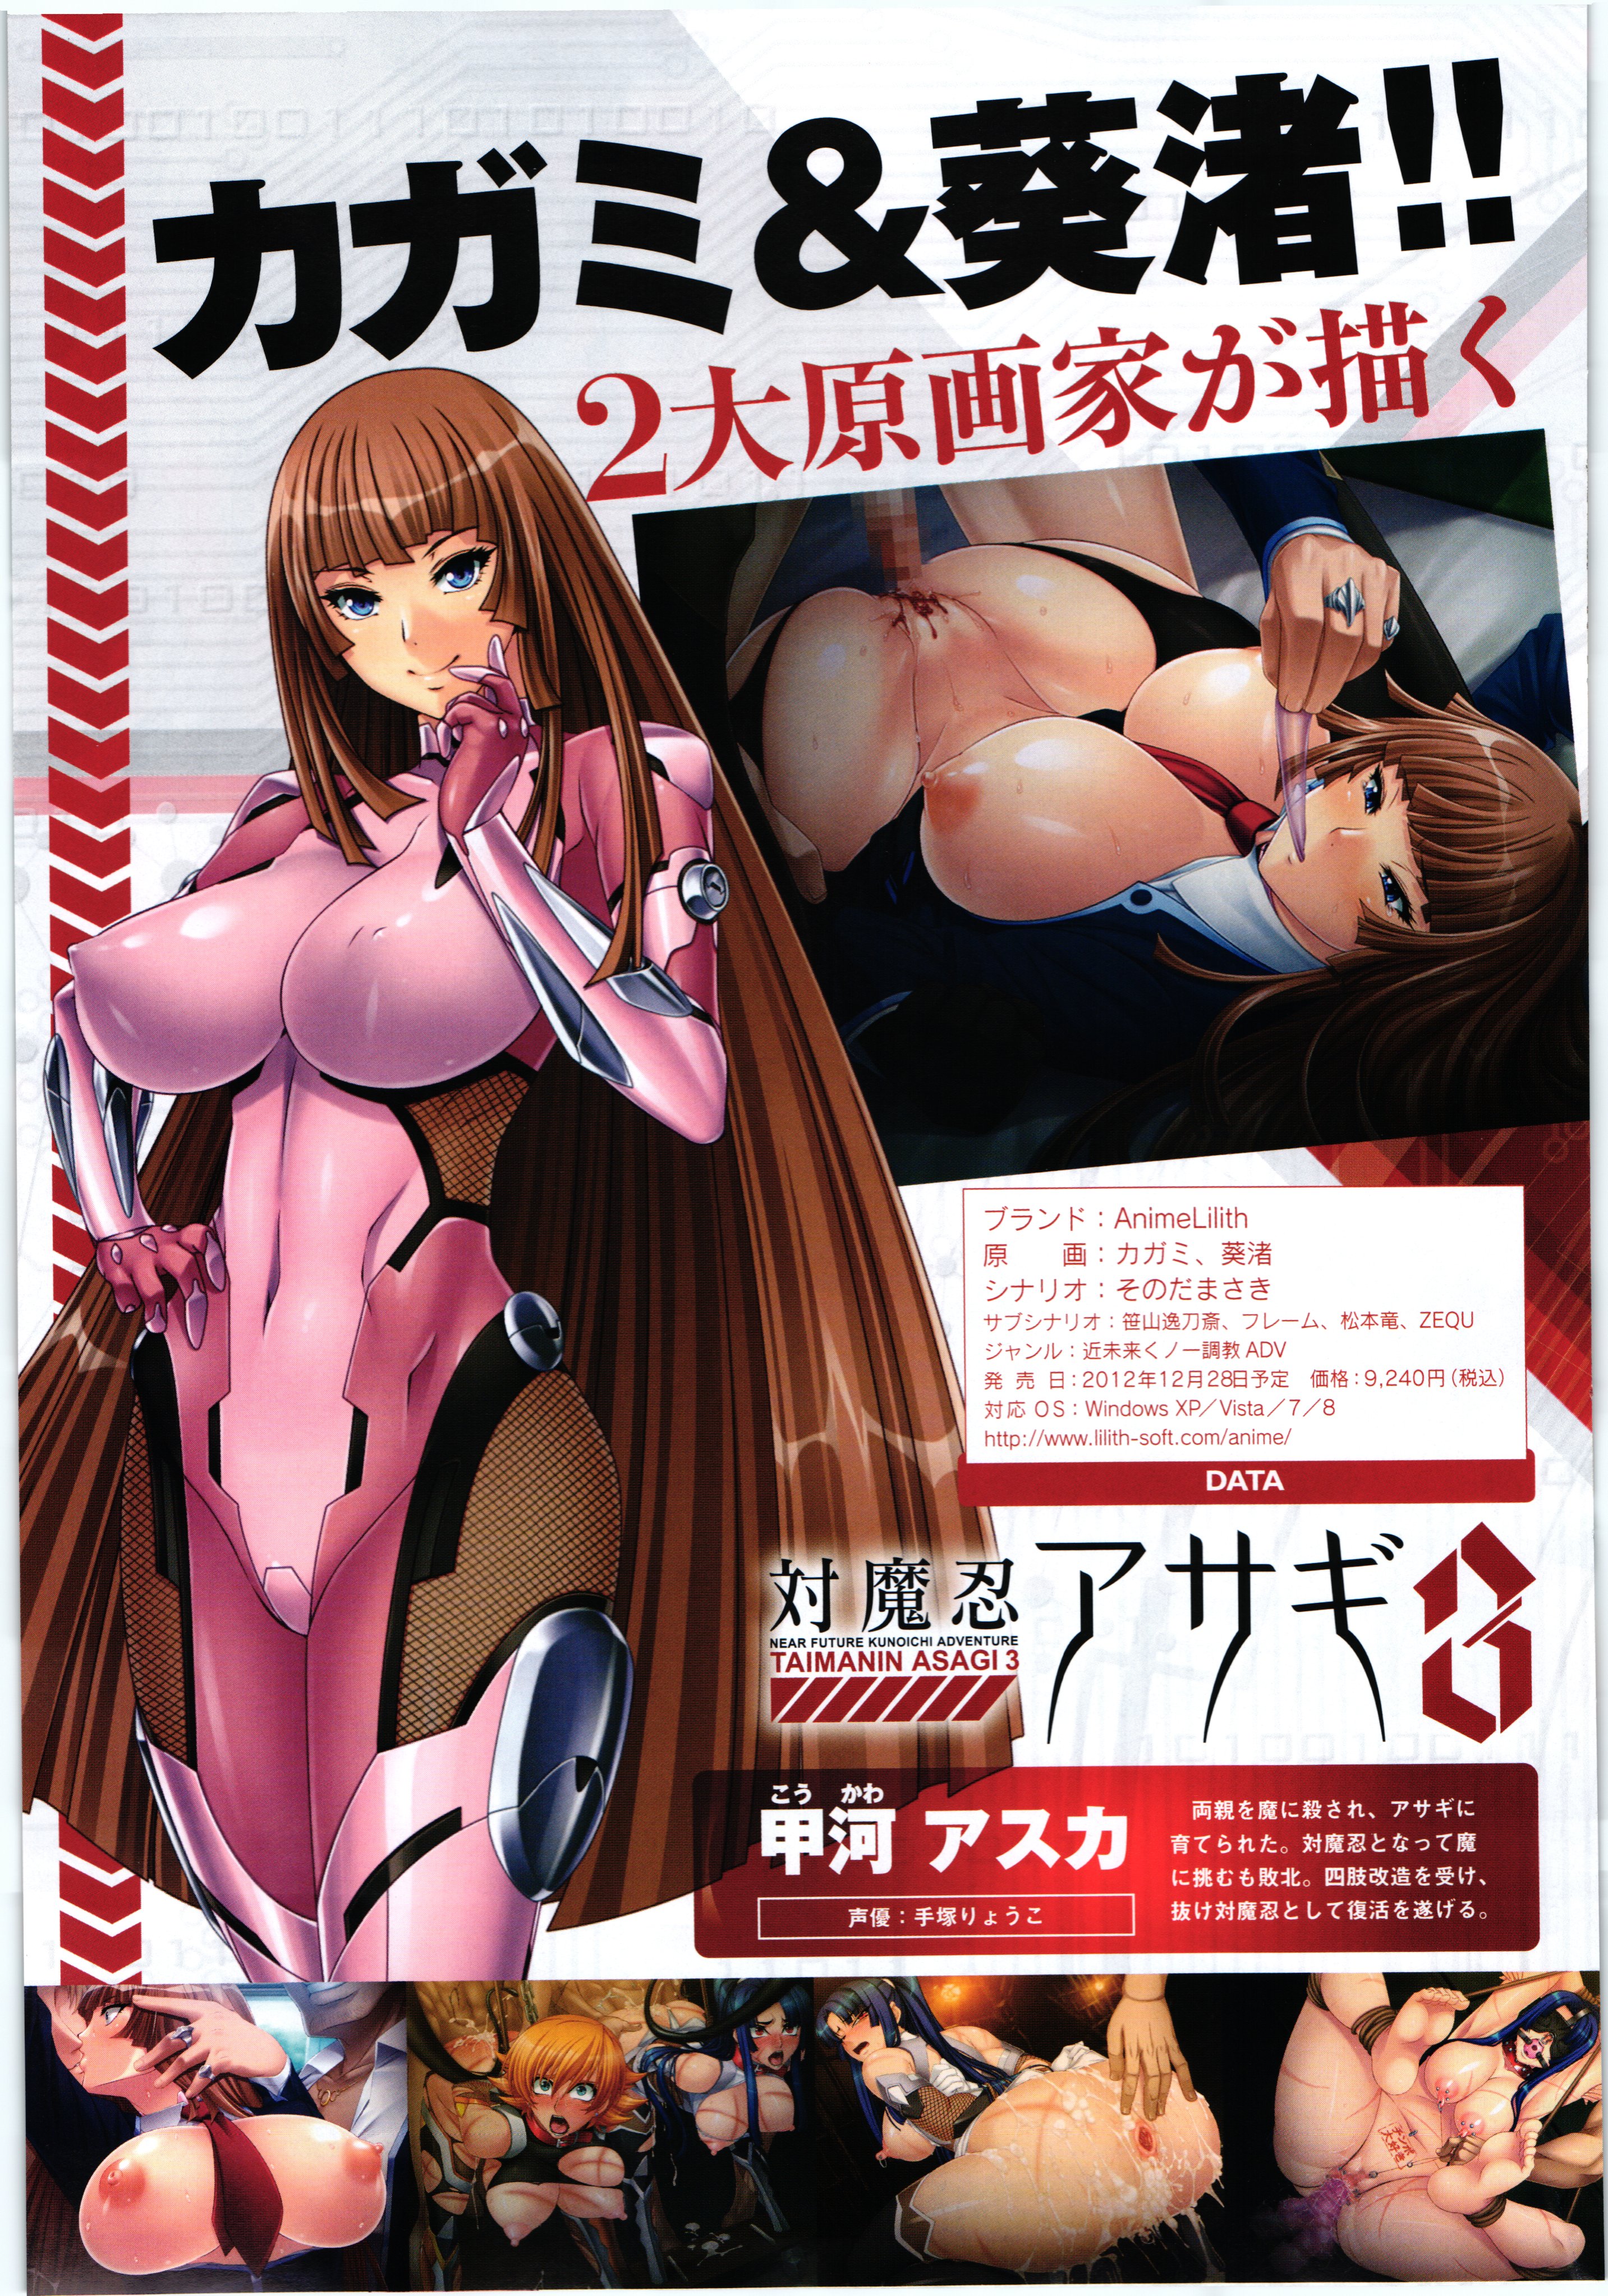 カガミ&葵渚!!
2大原画家が描く
ブランド：AnimeLilith
原　画：カガミ、葵渚
シナリオ：そのだまさき
サブシナリオ：笹山逸刀斎、フレーム、松本竜、ZEQU
ジャンル：近未来くノ一調教ADV
発売日：2012年12月28日予定　価格：9,240円（税込）
対応OS：Windows XP／Vista／7／8
http://www.lilith-soft.com/anime/
DATA
対魔忍 アサギ3
NEAR FUTURE KUNOICHI ADVENTURE
TAIMANIN ASAGI 3
こう かわ
甲河 アスカ
声優：手塚りょうこ
両親を魔に殺され、アサギに
育てられた。対魔忍となって魔
に挑むも敗北。四肢改造を受け、
抜け対魔忍として復活を遂げる。